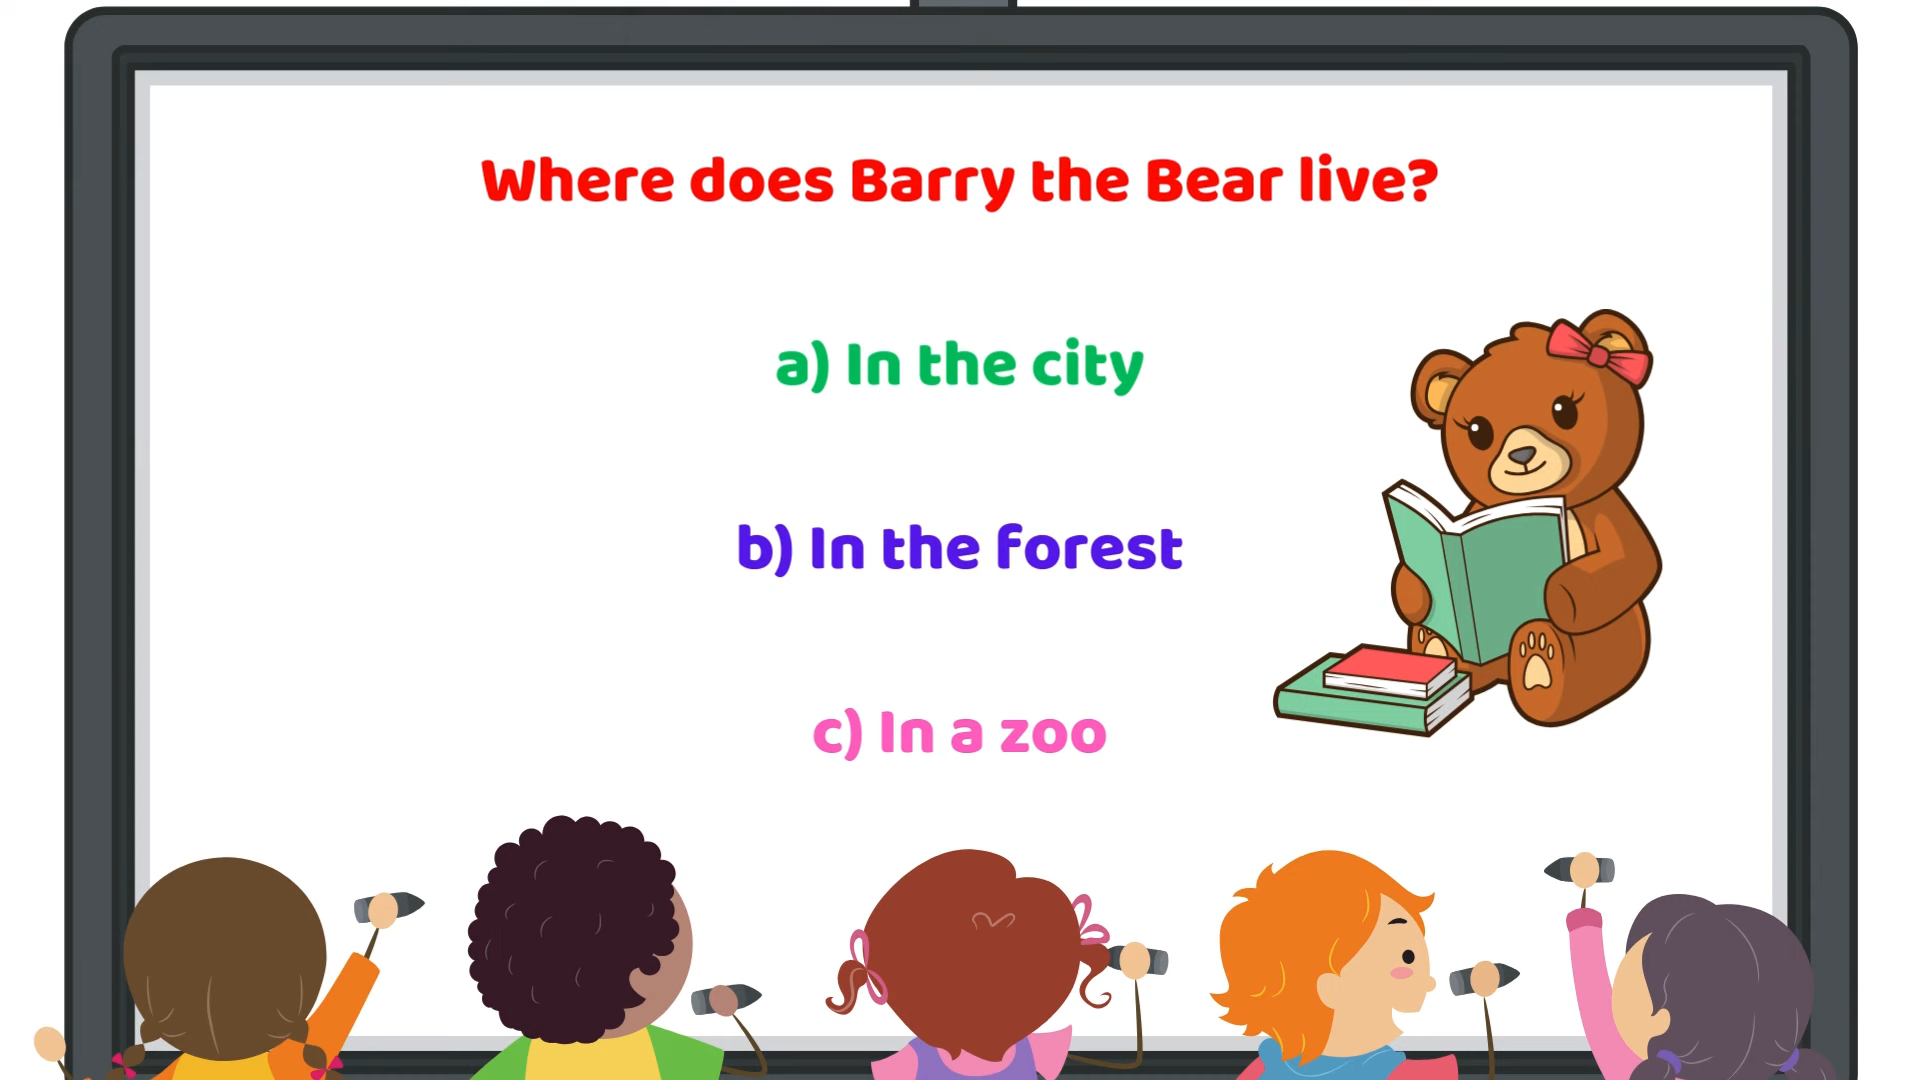 Where does Barry the Bear live?
a) In the city
b) In the forest
c) In a zoo